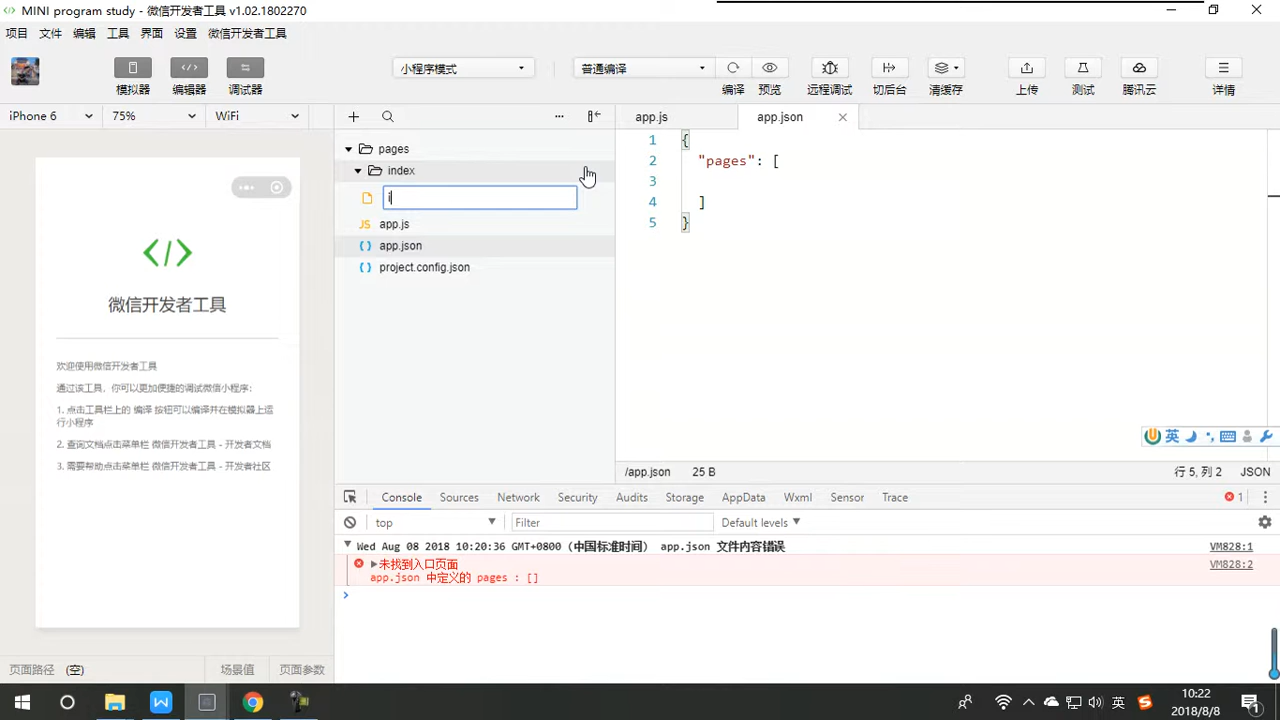 MINI program study - 微信开发者工具 v1.02.1802270
项目 文件 编辑 工具 界面 设置 微信开发者工具
模拟器 编辑器 调试器
小程序模式
普通编译
编译 预览 远程调试 切后台 清缓存 上传 测试 腾讯云 详情
iPhone 6 75% WiFi
微信开发者工具
欢迎使用微信开发者工具
通过该工具，你可以更加便捷的调试微信小程序：
1. 点击工具栏上的 编译 按钮可以编译并在模拟器上运
行小程序
2. 查询文档点击菜单栏 微信开发者工具 - 开发者文档
3. 需要帮助点击菜单栏 微信开发者工具 - 开发者社区
页面路径 (空) 场景值 页面参数
pages
index
i
JS app.js
{ } app.json
{ } project.config.json
app.js app.json
1 {
2 "pages": [
3
4 ]
5 }
英
/app.json 25 B 行 5, 列 2 JSON
Console Sources Network Security Audits Storage AppData Wxml Sensor Trace 1
top Filter Default levels
Wed Aug 08 2018 10:20:36 GMT+0800 (中国标准时间) app.json 文件内容错误 VM828:1
未找到入口页面 VM828:2
app.json 中定义的 pages : []
英
10:22
2018/8/8
1